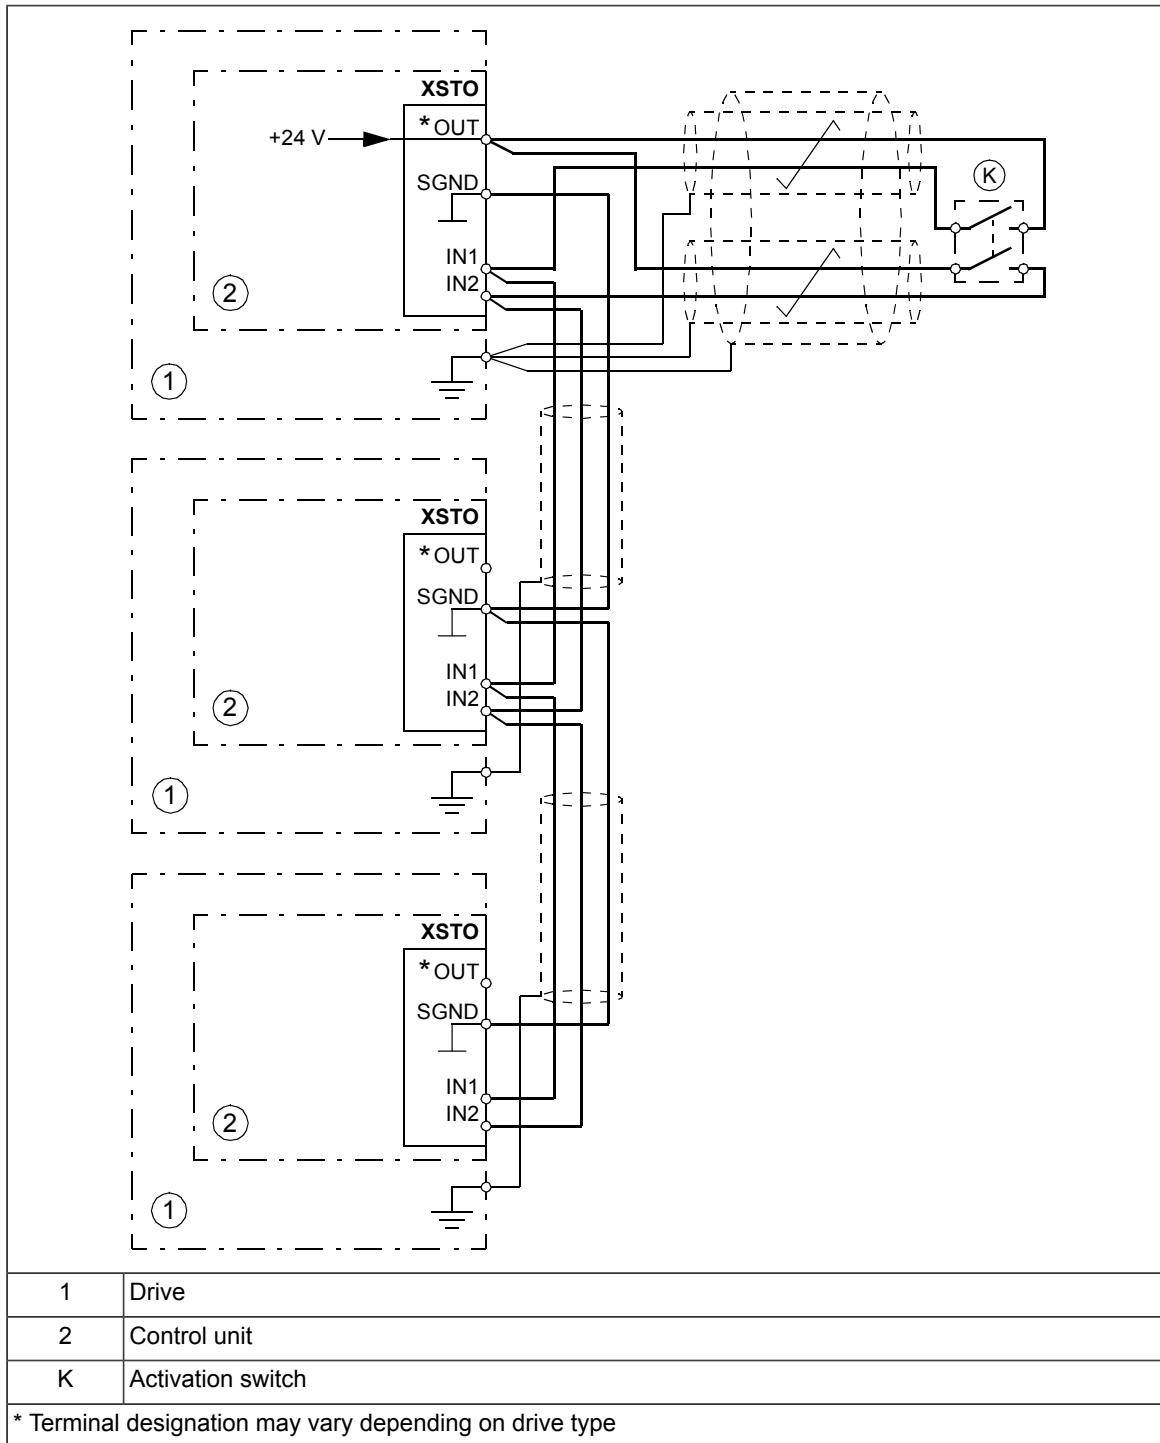 XSTO
* OUT
+24 V
SGND
K
IN1
IN2
2
1
XSTO
* OUT
SGND
IN1
IN2
2
1
XSTO
* OUT
SGND
IN1
IN2
2
1
1 Drive
2 Control unit
K Activation switch
* Terminal designation may vary depending on drive type